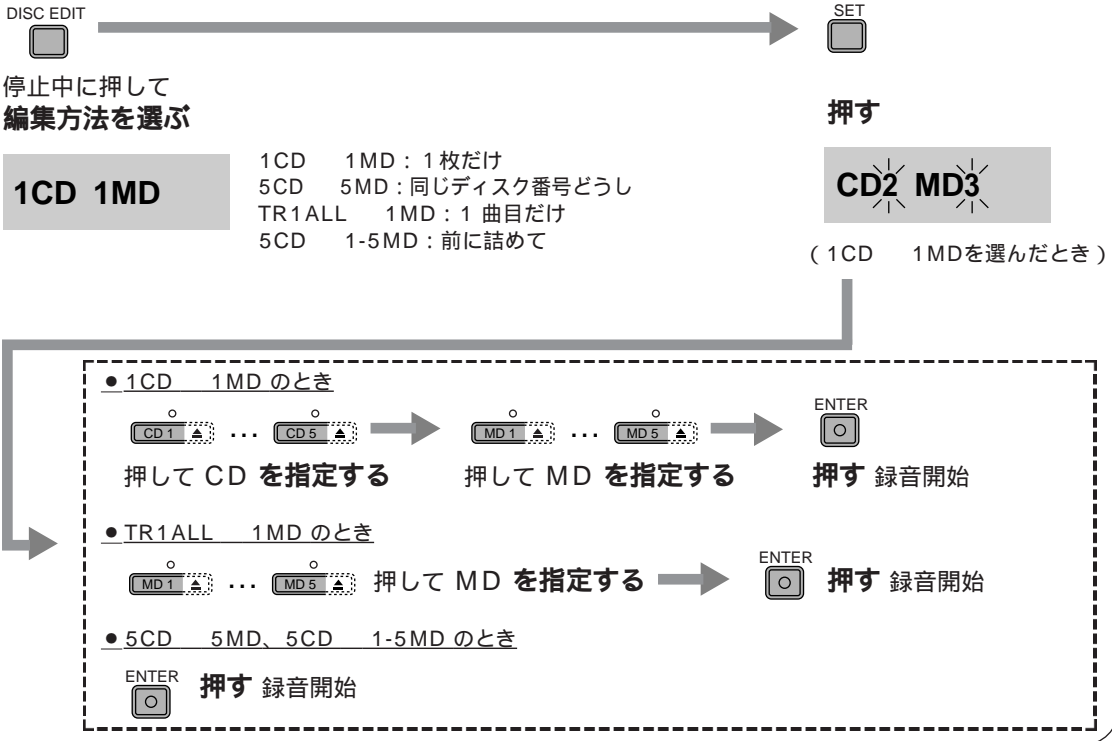 DISC EDIT
SET
停止中に押して
編集方法を選ぶ
押す
1CD 1MD
1CD 1MD：1 枚だけ
5CD 5MD：同じディスク番号どうし
TR1ALL 1MD：1 曲目だけ
5CD 1-5MD：前に詰めて
CD2 MD3
（1CD 1MDを選んだとき）
●1CD 1MD のとき
CD 1 ▲ ... CD 5 ▲ MD 1 ▲ ... MD 5 ▲ ENTER
押して CD を指定する 押して MD を指定する 押す 録音開始
●TR1ALL 1MD のとき
MD 1 ▲ ... MD 5 ▲ 押して MD を指定する ENTER 押す 録音開始
●5CD 5MD、5CD 1-5MD のとき
ENTER 押す 録音開始